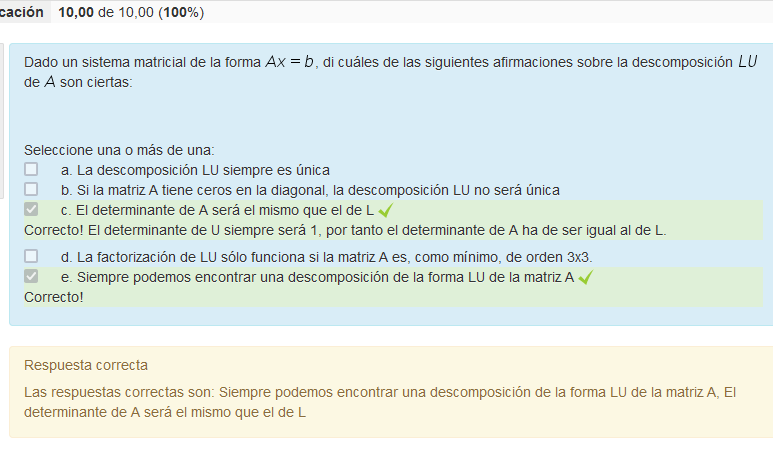 cación 10,00 de 10,00 (100%)
Dado un sistema matricial de la forma Ax = b, di cuáles de las siguientes afirmaciones sobre la descomposición LU
de A son ciertas:
Seleccione una o más de una:
a. La descomposición LU siempre es única
b. Si la matriz A tiene ceros en la diagonal, la descomposición LU no será única
c. El determinante de A será el mismo que el de L
Correcto! El determinante de U siempre será 1, por tanto el determinante de A ha de ser igual al de L.
d. La factorización de LU sólo funciona si la matriz A es, como mínimo, de orden 3x3.
e. Siempre podemos encontrar una descomposición de la forma LU de la matriz A
Correcto!
Respuesta correcta
Las respuestas correctas son: Siempre podemos encontrar una descomposición de la forma LU de la matriz A, El
determinante de A será el mismo que el de L